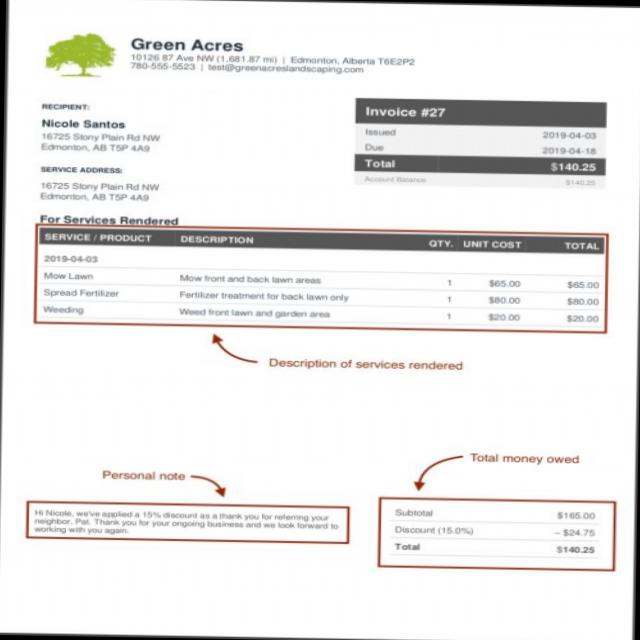 Green Acres
10126 87 Ave NW (1,681.87 mi) | Edmonton, Alberta T6E2P2
780-555-5523 | test@greenacreslandscaping.com
RECIPIENT:
Nicole Santos
16725 Stony Plain Rd NW
Edmonton, AB T5P 4A9
SERVICE ADDRESS:
16725 Stony Plain Rd NW
Edmonton, AB T5P 4A9
Invoice #27
Issued 2019-04-03
Due 2019-04-18
Total $140.25
Account Balance $140.25
For Services Rendered
SERVICE / PRODUCT DESCRIPTION QTY. UNIT COST TOTAL
2019-04-03
Mow Lawn Mow front and back lawn areas 1 $65.00 $65.00
Spread Fertilizer Fertilizer treatment for back lawn only 1 $80.00 $80.00
Weeding Weed front lawn and garden area 1 $20.00 $20.00
Description of services rendered
Personal note
Hi Nicole, we've applied a 15% discount as a thank you for referring your
neighbor, Pat. Thank you for your ongoing business and we look forward to
working with you again.
Total money owed
Subtotal $165.00
Discount (15.0%) – $24.75
Total $140.25